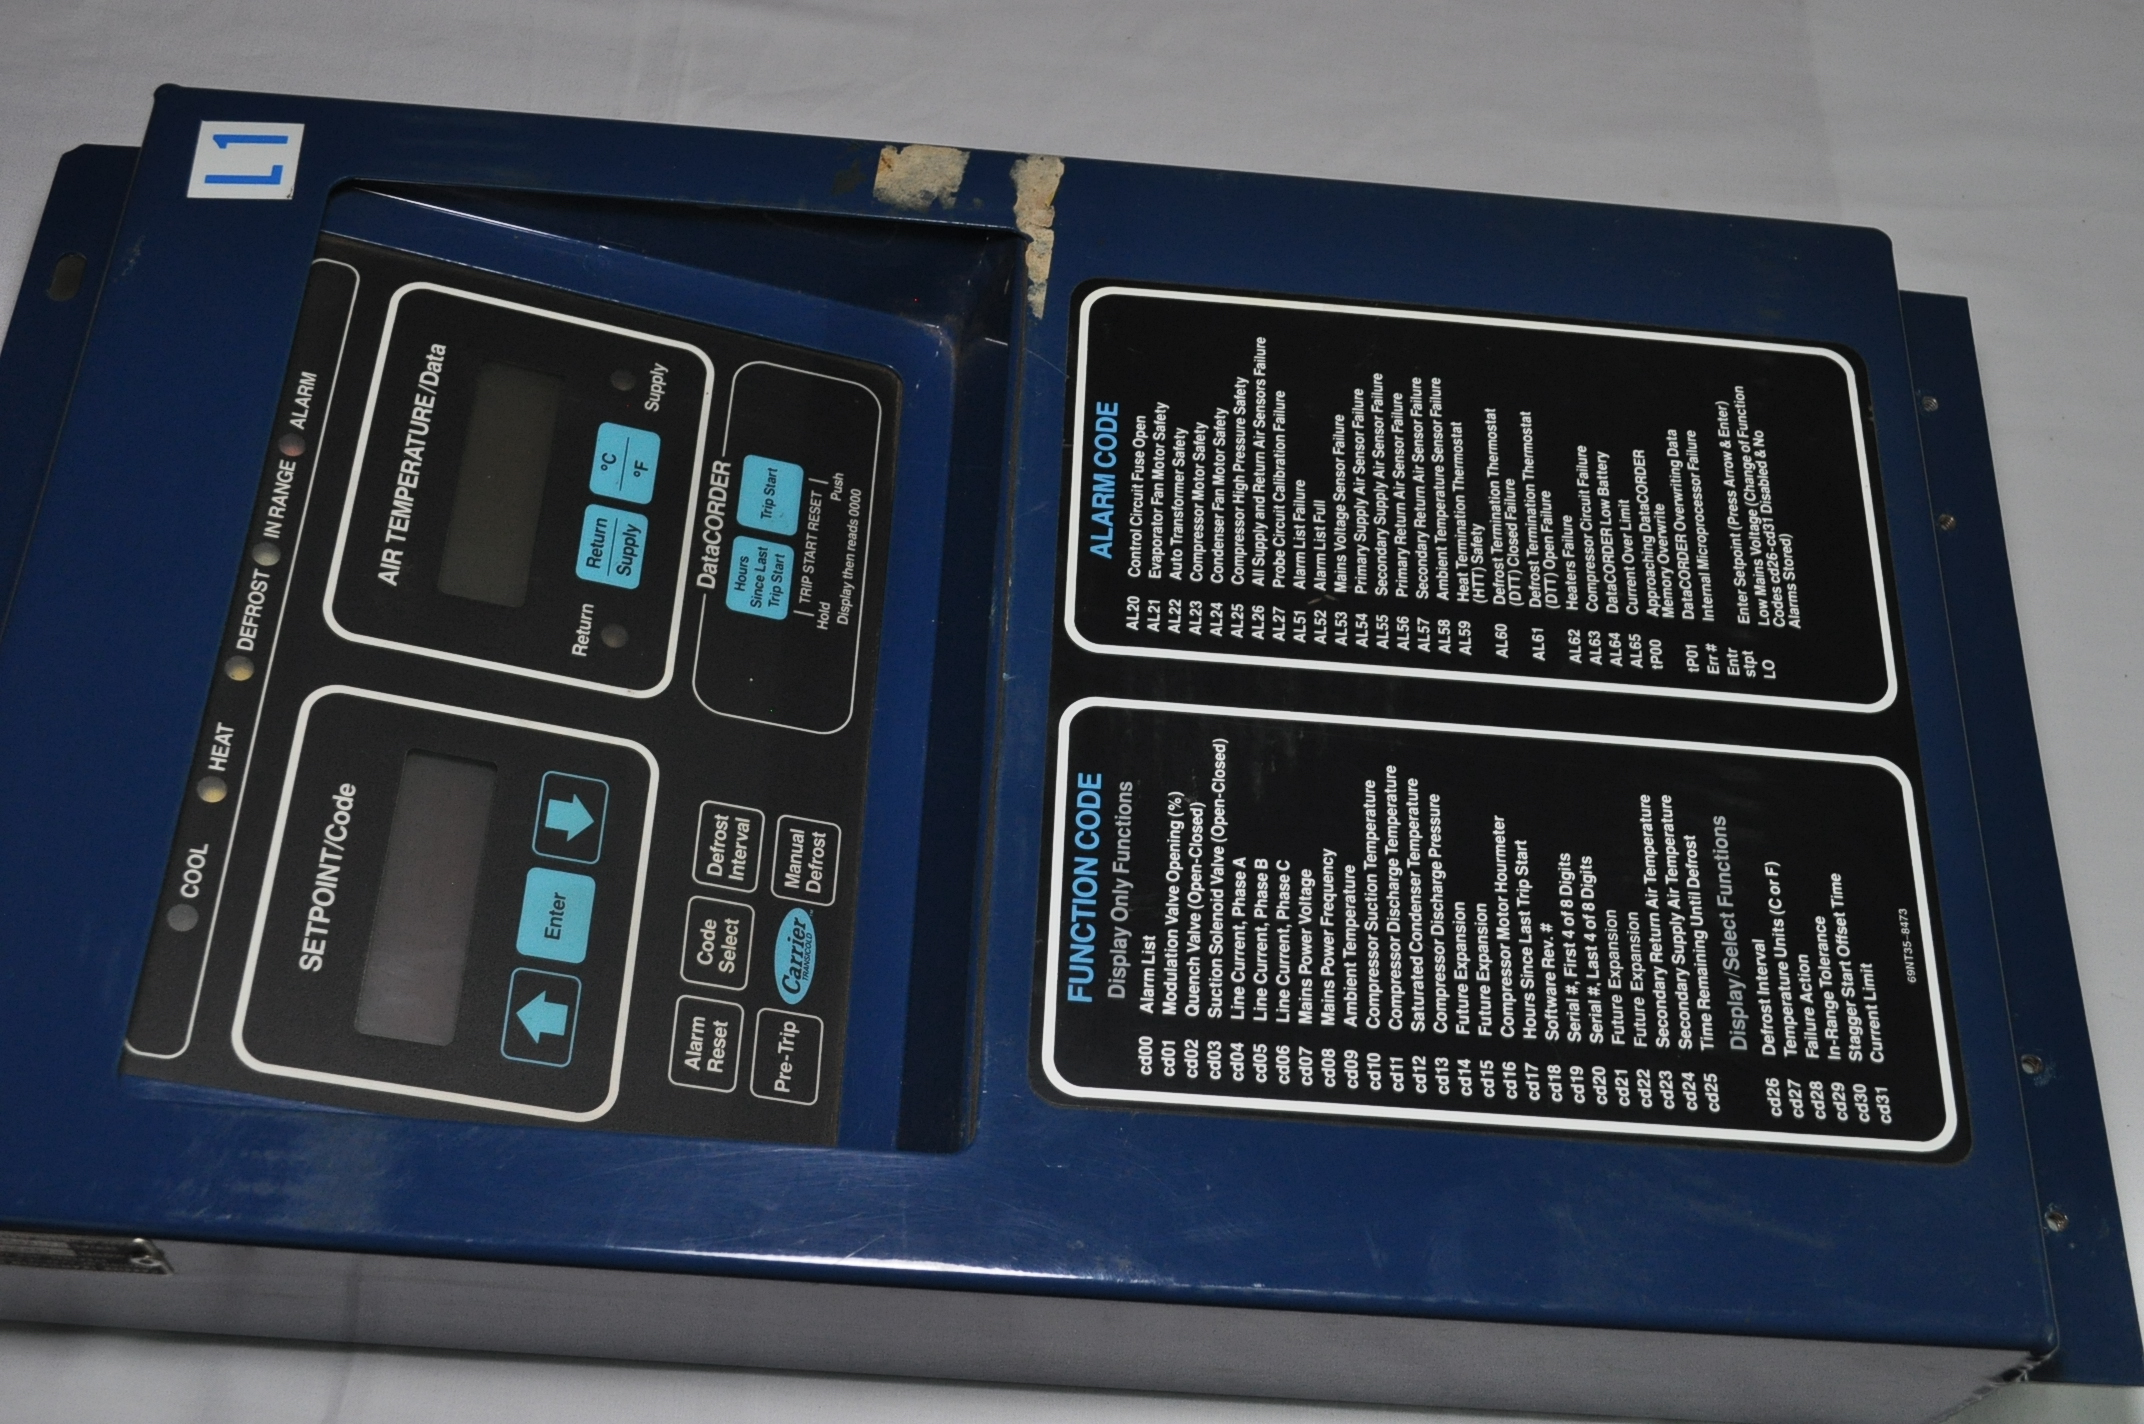 L1
COOL HEAT DEFROST IN RANGE ALARM
SETPOINT/Code
Enter
AIR TEMPERATURE/Data
Return
Supply
Return
Supply
°C
°F
Alarm
Reset
Code
Select
Defrost
Interval
Pre-Trip
Carrier
TRANSICOLD
Manual
Defrost
DataCORDER
Hours
Since Last
Trip Start
Trip Start
TRIP START RESET
Hold
Push
Display then reads 0000
FUNCTION CODE
Display Only Functions
cd00 Alarm List
cd01 Modulation Valve Opening (%)
cd02 Quench Valve (Open-Closed)
cd03 Suction Solenoid Valve (Open-Closed)
cd04 Line Current, Phase A
cd05 Line Current, Phase B
cd06 Line Current, Phase C
cd07 Mains Power Voltage
cd08 Mains Power Frequency
cd09 Ambient Temperature
cd10 Compressor Suction Temperature
cd11 Compressor Discharge Temperature
cd12 Saturated Condenser Temperature
cd13 Compressor Discharge Pressure
cd14 Future Expansion
cd15 Future Expansion
cd16 Compressor Motor Hourmeter
cd17 Hours Since Last Trip Start
cd18 Software Rev. #
cd19 Serial #, First 4 of 8 Digits
cd20 Serial #, Last 4 of 8 Digits
cd21 Future Expansion
cd22 Future Expansion
cd23 Secondary Return Air Temperature
cd24 Secondary Supply Air Temperature
cd25 Time Remaining Until Defrost
Display/Select Functions
cd26 Defrost Interval
cd27 Temperature Units (C or F)
cd28 Failure Action
cd29 In-Range Tolerance
cd30 Stagger Start Offset Time
cd31 Current Limit
69NT35-8473
ALARM CODE
AL20 Control Circuit Fuse Open
AL21 Evaporator Fan Motor Safety
AL22 Auto Transformer Safety
AL23 Compressor Motor Safety
AL24 Condenser Fan Motor Safety
AL25 Compressor High Pressure Safety
AL26 All Supply and Return Air Sensors Failure
AL27 Probe Circuit Calibration Failure
AL51 Alarm List Failure
AL52 Alarm List Full
AL53 Mains Voltage Sensor Failure
AL54 Primary Supply Air Sensor Failure
AL55 Secondary Supply Air Sensor Failure
AL56 Primary Return Air Sensor Failure
AL57 Secondary Return Air Sensor Failure
AL58 Ambient Temperature Sensor Failure
AL59 Heat Termination Thermostat
(HTT) Safety
AL60 Defrost Termination Thermostat
(DTT) Closed Failure
AL61 Defrost Termination Thermostat
(DTT) Open Failure
AL62 Heaters Failure
AL63 Compressor Circuit Failure
AL64 DataCORDER Low Battery
AL65 Current Over Limit
tP00 Approaching DataCORDER
Memory Overwrite
tP01 DataCORDER Overwriting Data
Err # Internal Microprocessor Failure
Entr
stpt Enter Setpoint (Press Arrow & Enter)
LO Low Mains Voltage (Change of Function
Codes cd26-cd31 Disabled & No
Alarms Stored)